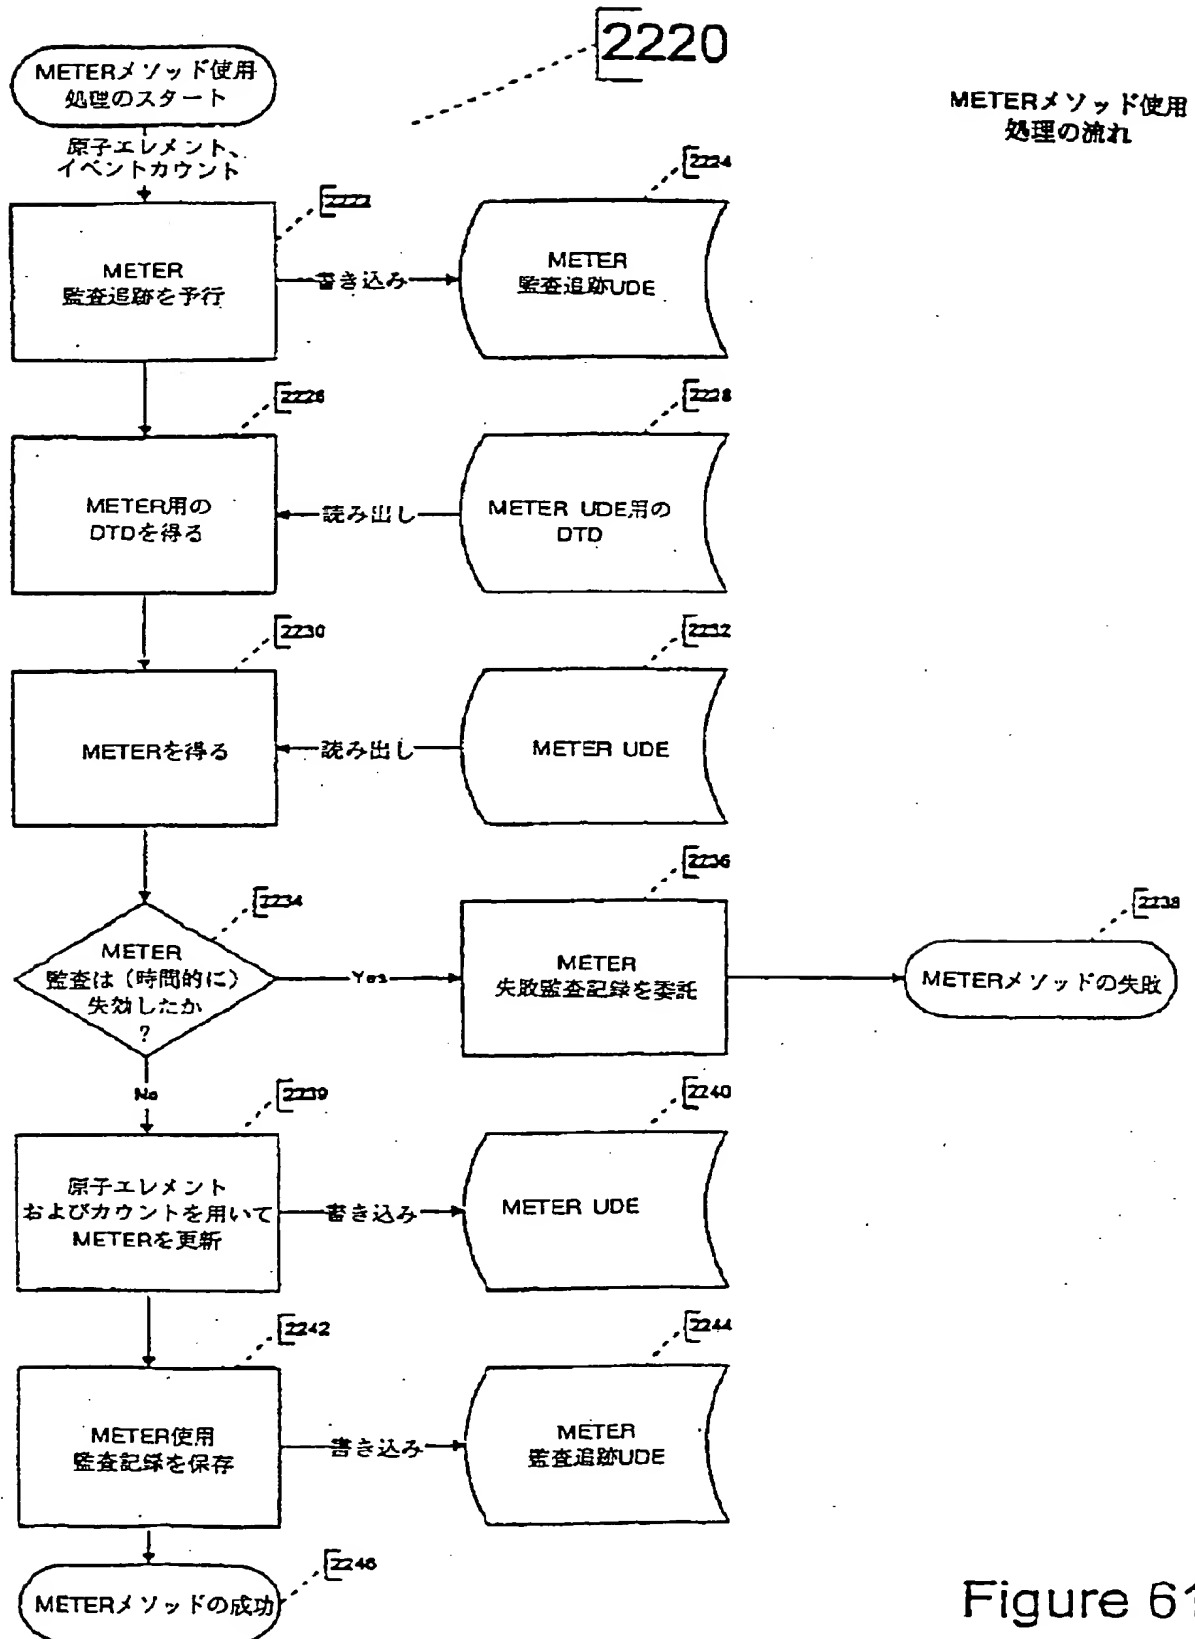 2220
METERメソッド使用
処理の流れ
METERメソッド使用
処理のスタート
原子エレメント、
イベントカウント
2222
METER
監査追跡を予行
書き込み
2224
METER
監査追跡UDE
2226
METER用の
DTDを得る
読み出し
2228
METER UDE用の
DTD
2230
METERを得る
読み出し
2232
METER UDE
2234
METER
監査は(時間的に)
失効したか
?
Yes
2236
METER
失敗監査記録を委託
2238
METERメソッドの失敗
No
2239
原子エレメント
およびカウントを用いて
METERを更新
書き込み
2240
METER UDE
2242
METER使用
監査記録を保存
書き込み
2244
METER
監査追跡UDE
2246
METERメソッドの成功
Figure 61